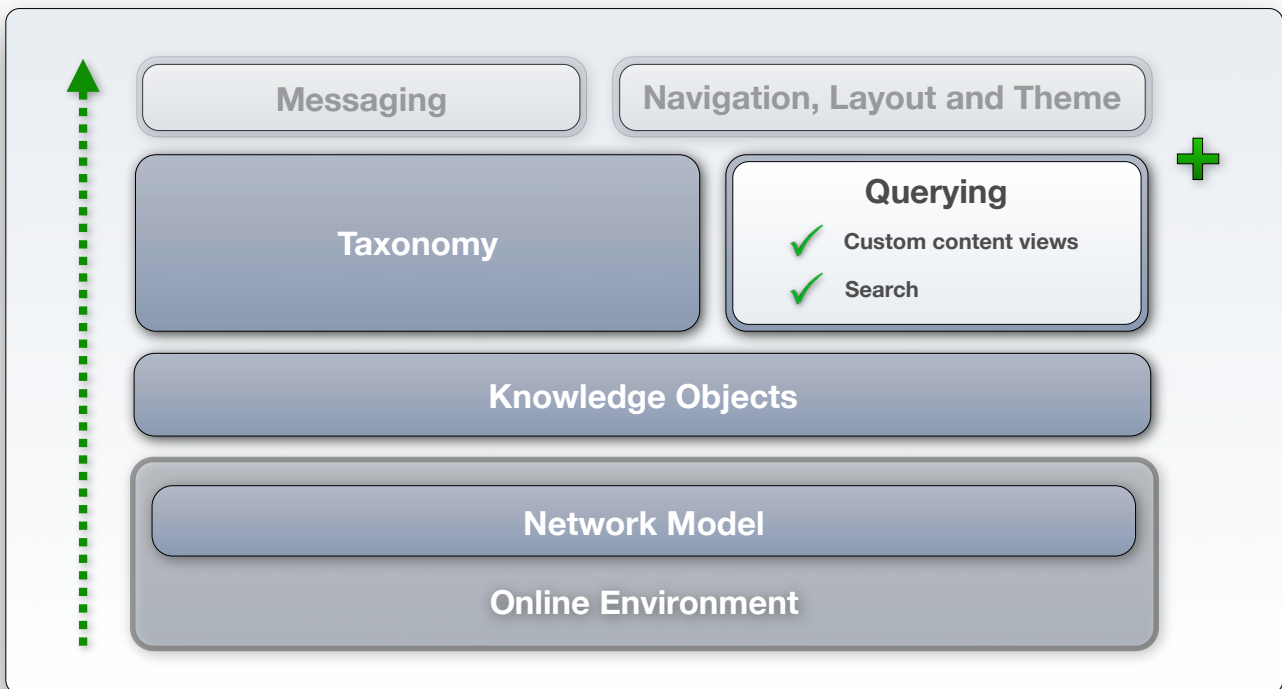 Messaging
Navigation, Layout and Theme
Taxonomy
Querying
Custom content views
Search
Knowledge Objects
Network Model
Online Environment